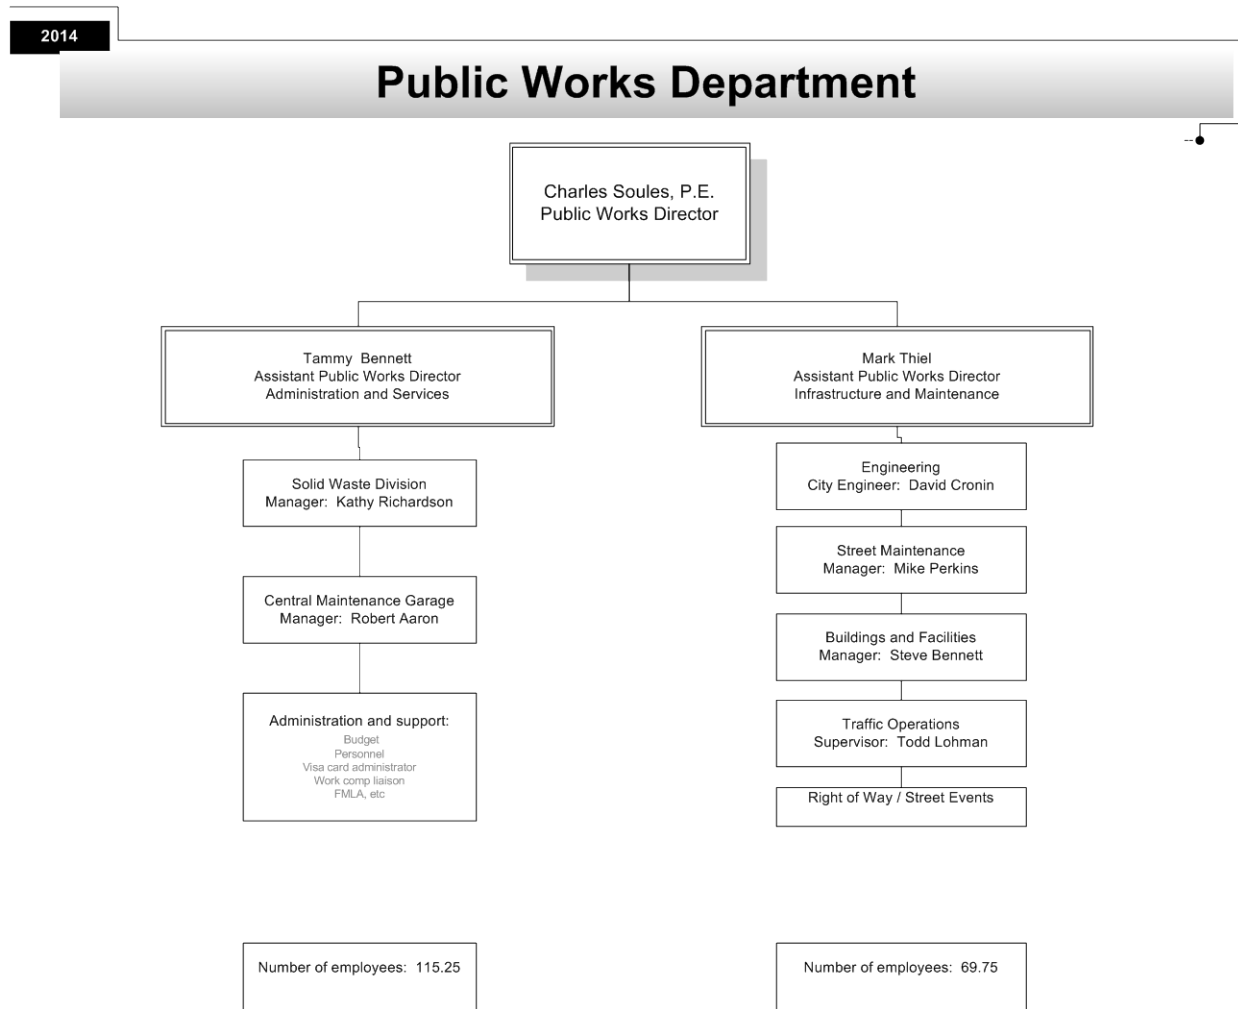 2014
Public Works Department
Charles Soules, P.E.
Public Works Director
Tammy Bennett
Assistant Public Works Director
Administration and Services
Mark Thiel
Assistant Public Works Director
Infrastructure and Maintenance
Solid Waste Division
Manager: Kathy Richardson
Central Maintenance Garage
Manager: Robert Aaron
Administration and support:
Budget
Personnel
Visa card administrator
Work comp liaison
FMLA, etc
Engineering
City Engineer: David Cronin
Street Maintenance
Manager: Mike Perkins
Buildings and Facilities
Manager: Steve Bennett
Traffic Operations
Supervisor: Todd Lohman
Right of Way / Street Events
Number of employees: 115.25
Number of employees: 69.75